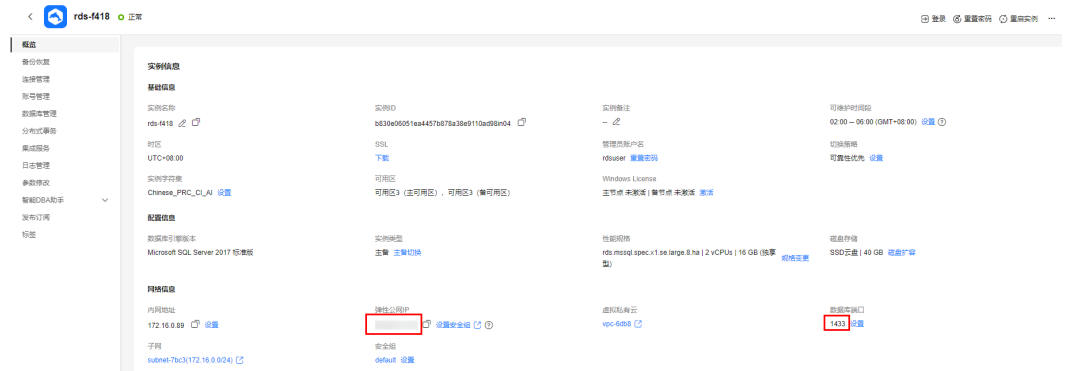 rds-f418 正常
登录 重置密码 重启实例 ...
概览
备份恢复
连接管理
账号管理
数据库管理
分布式事务
集成服务
日志管理
参数修改
智能DBA助手
发布订阅
标签
实例信息
基础信息
实例名称 实例ID 实例备注 可维护时间段
rds-f418 b830e06051ea4457b878a38e9110ad98in04 -- 02:00 – 06:00 (GMT+08:00) 设置
时区 SSL 管理员账户名 切换策略
UTC+08:00 下载 rdsuser 重置密码 可靠性优先 设置
实例字符集 可用区 Windows License
Chinese_PRC_CI_AI 设置 可用区3（主可用区）, 可用区3（备可用区） 主节点 未激活 | 备节点 未激活 激活
配置信息
数据库引擎版本 实例类型 性能规格 磁盘存储
Microsoft SQL Server 2017 标准版 主备 主备切换 rds.mssql.spec.x1.se.large.8.ha | 2 vCPUs | 16 GB (独享型) 规格变更 SSD云盘 | 40 GB 磁盘扩容
网络信息
内网地址 弹性公网IP 虚拟私有云 数据库端口
172.16.0.89 设置 设置安全组 vpc-6db8 1433 设置
子网 安全组
subnet-7bc3(172.16.0.0/24) default 设置